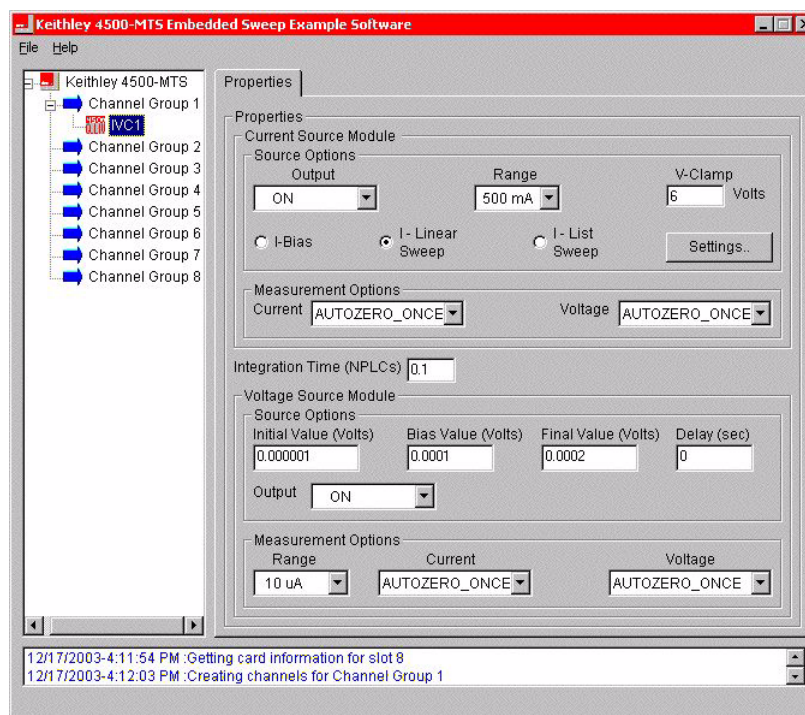 Keithley 4500-MTS Embedded Sweep Example Software
File Help
Keithley 4500-MTS
Channel Group 1
IVC1
Channel Group 2
Channel Group 3
Channel Group 4
Channel Group 5
Channel Group 6
Channel Group 7
Channel Group 8
Properties
Properties
Current Source Module
Source Options
Output Range V-Clamp
ON 500 mA 6 Volts
I-Bias I - Linear Sweep I - List Sweep Settings..
Measurement Options
Current AUTOZERO_ONCE Voltage AUTOZERO_ONCE
Integration Time (NPLCs) 0.1
Voltage Source Module
Source Options
Initial Value (Volts) Bias Value (Volts) Final Value (Volts) Delay (sec)
0.000001 0.0001 0.0002 0
Output ON
Measurement Options
Range Current Voltage
10 uA AUTOZERO_ONCE AUTOZERO_ONCE
12/17/2003-4:11:54 PM :Getting card information for slot 8
12/17/2003-4:12:03 PM :Creating channels for Channel Group 1